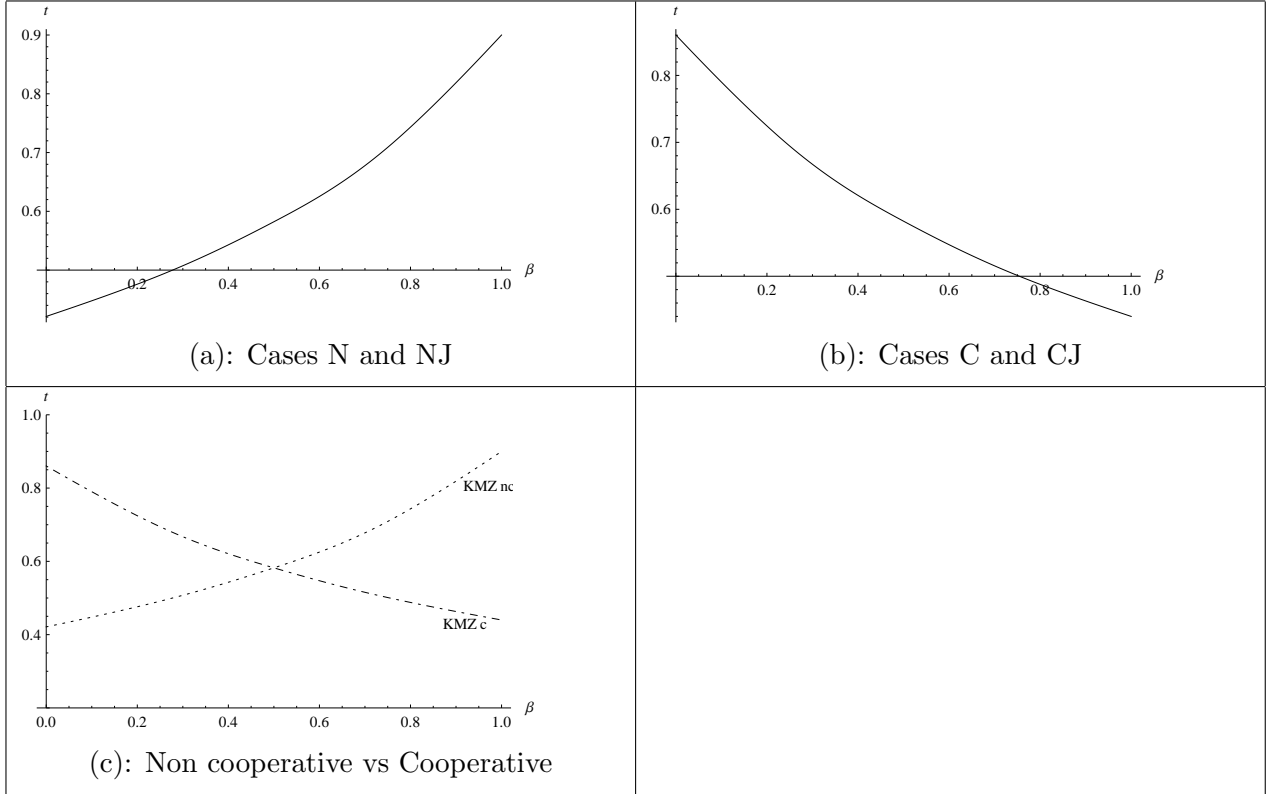 t
0.9
0.8
0.7
0.6
0.2 0.4 0.6 0.8 1.0 β
(a): Cases N and NJ
t
0.8
0.7
0.6
0.2 0.4 0.6 0.8 1.0 β
(b): Cases C and CJ
t
1.0
0.8
KMZ nc
0.6
KMZ c
0.4
0.0 0.2 0.4 0.6 0.8 1.0 β
(c): Non cooperative vs Cooperative